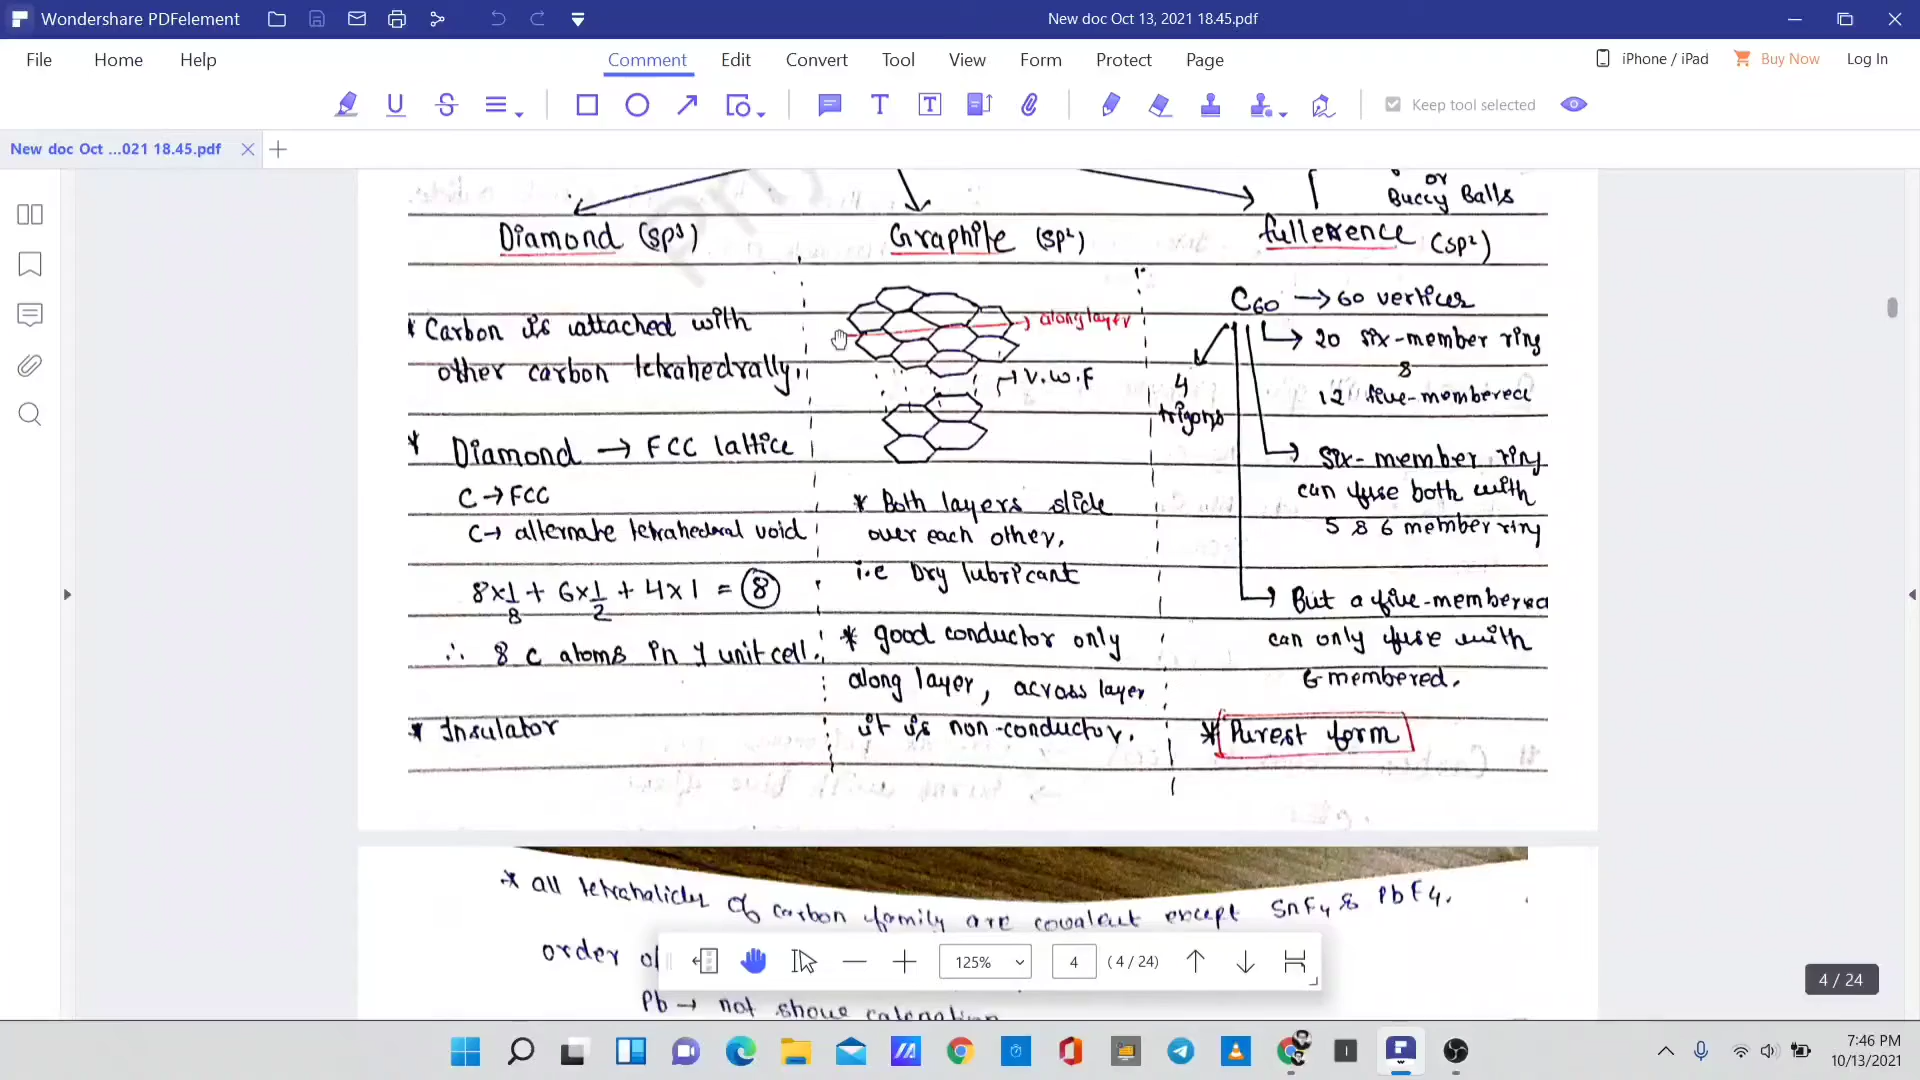 Wondershare PDFelement
New doc Oct 13, 2021 18.45.pdf
File Home Help
Comment Edit Convert Tool View Form Protect Page
iPhone / iPad Buy Now Log In
Keep tool selected
New doc Oct ...021 18.45.pdf
or
Buccy Balls
Diamond (sp³)
* Carbon is attached with
other carbon tetrahedrally.
* Diamond → FCC lattice
C → FCC
C → alternate tetrahedral void
8×1/8 + 6×1/2 + 4×1 = 8
∴ 8 C atoms in 1 unit cell.
* Insulator
Graphite (sp²)
→ along layer
→ V.W.F
* Both layers slide
over each other.
i.e Dry lubricant
* good conductor only
along layer, across layer
it is non-conductor.
fullerence (sp²)
C60 → 60 vertices
→ 20 six-member ring
&
12 five-membered
4
trigons
→ six-member ring
can fuse both with
5 & 6 member ring
→ But a five-membered
can only fuse with
6 membered.
* Purest form
* all tetrahalides of carbon family are covalent except SnF4 & PbF4.
order of
Pb → not show catenation
125%
4
(4 / 24)
4 / 24
7:46 PM
10/13/2021